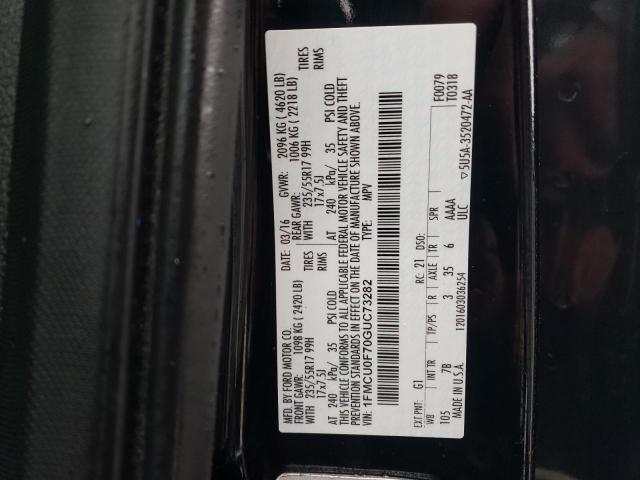 MFD. BY FORD MOTOR CO.
DATE: 03/16 GVWR: 2096 KG ( 4620 LB)
FRONT GAWR: 1098 KG ( 2420 LB) REAR GAWR: 1006 KG ( 2218 LB)
WITH 235/55R17 99H TIRES WITH 235/55R17 99H TIRES
17x7.5J RIMS 17x7.5J RIMS
AT 240 kPa/ 35 PSI COLD AT 240 kPa/ 35 PSI COLD
THIS VEHICLE CONFORMS TO ALL APPLICABLE FEDERAL MOTOR VEHICLE SAFETY AND THEFT
PREVENTION STANDARDS IN EFFECT ON THE DATE OF MANUFACTURE SHOWN ABOVE.
VIN: 1FMCU0F70GUC73282 TYPE: MPV
F0079
T0318
EXT PNT: G1 RC: 21 DSO:
WB INT TR TP/PS R AXLE TR SPR
105 7B 3 35 6 AAAA
MADE IN U.S.A. ULC
1201603036254 5U5A-3520472-AA